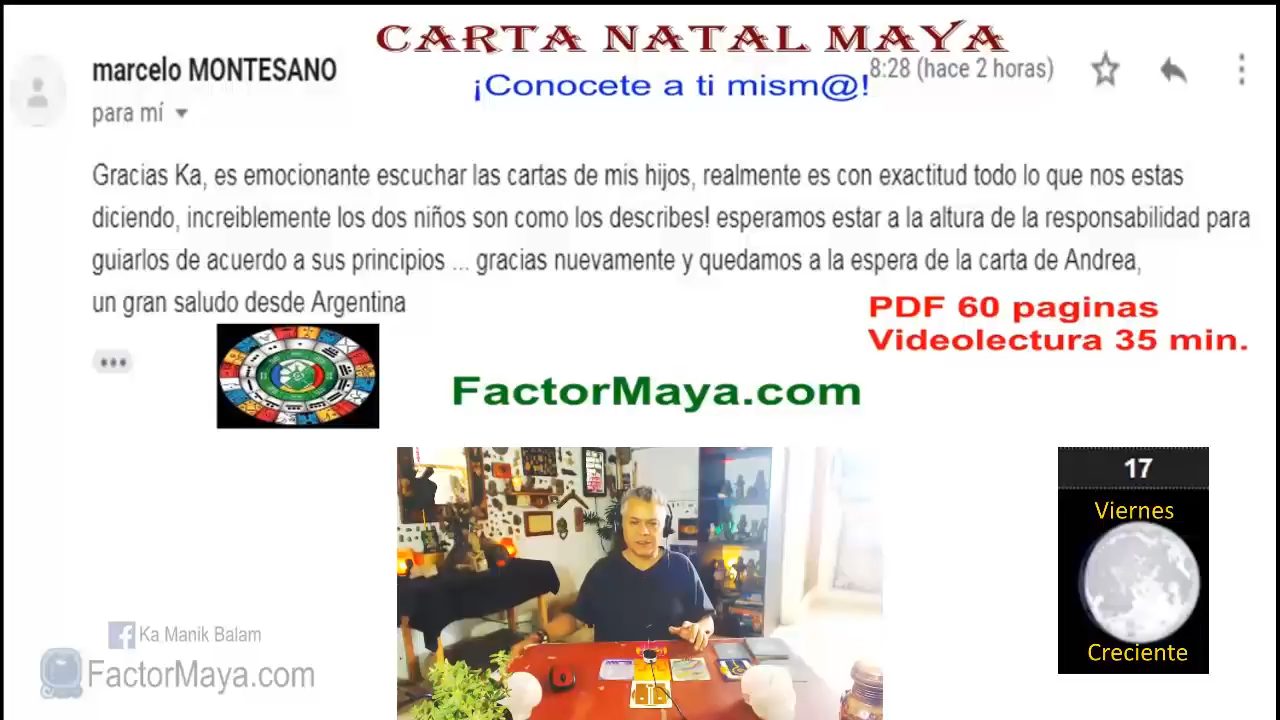 CARTA NATAL MAYA
¡Conocete a ti mism@!
marcelo MONTESANO
8:28 (hace 2 horas)
para mí
Gracias Ka, es emocionante escuchar las cartas de mis hijos, realmente es con exactitud todo lo que nos estas
diciendo, increiblemente los dos niños son como los describes! esperamos estar a la altura de la responsabilidad para
guiarlos de acuerdo a sus principios ... gracias nuevamente y quedamos a la espera de la carta de Andrea,
un gran saludo desde Argentina
PDF 60 paginas
Videolectura 35 min.
FactorMaya.com
17
Viernes
Creciente
Ka Manik Balam
FactorMaya.com